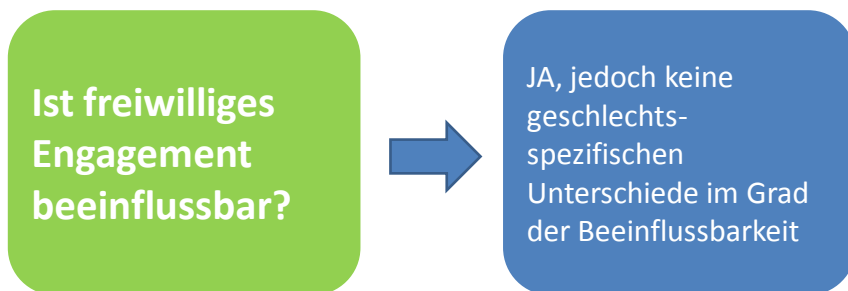 Ist freiwilliges
Engagement
beeinflussbar?
JA, jedoch keine
geschlechts-
spezifischen
Unterschiede im Grad
der Beeinflussbarkeit